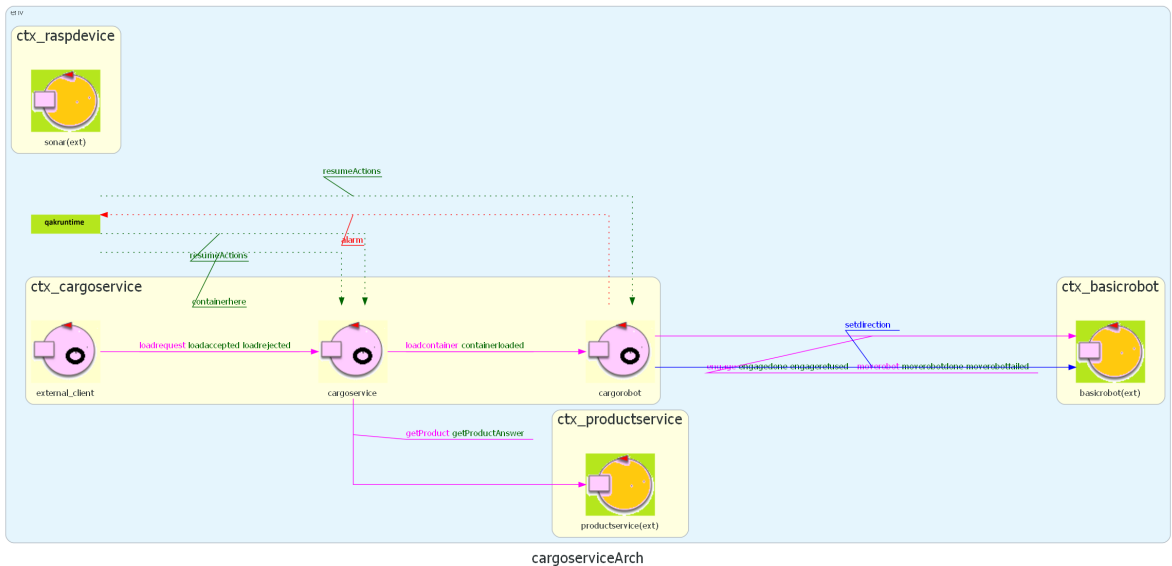 env
ctx_raspdevice
sonar(ext)
resumeActions
qakruntime
alarm
resumeActions
containerhere
ctx_cargoservice
ctx_basicrobot
setdirection
loadrequest loadaccepted loadrejected
loadcontainer containerloaded
engage engagedone engagerefused moverobot moverobotdone moverobotfailed
external_client
cargoservice
cargorobot
basicrobot(ext)
ctx_productservice
getProduct getProductAnswer
productservice(ext)
cargoserviceArch